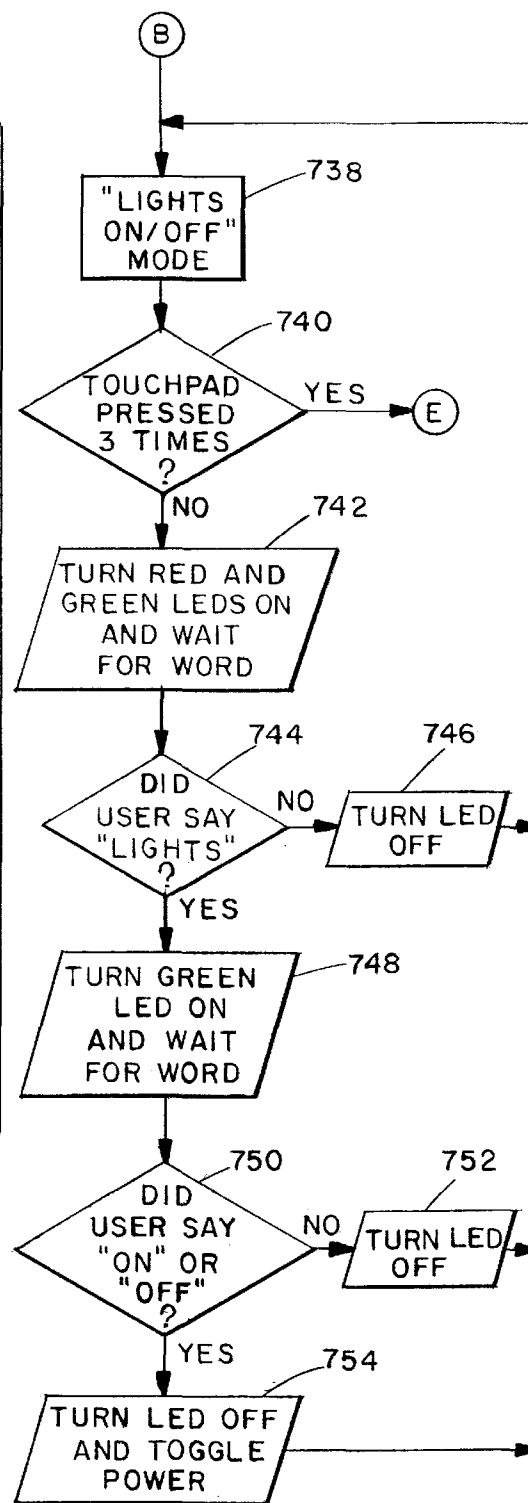 B
738
"LIGHTS
ON/OFF"
MODE
740
TOUCHPAD
PRESSED
3 TIMES
?
YES
E
NO
742
TURN RED AND
GREEN LEDS ON
AND WAIT
FOR WORD
744
DID
USER SAY
"LIGHTS"
?
NO
746
TURN LED
OFF
YES
748
TURN GREEN
LED ON
AND WAIT
FOR WORD
750
DID
USER SAY
"ON" OR
"OFF"
?
NO
752
TURN LED
OFF
YES
754
TURN LED OFF
AND TOGGLE
POWER